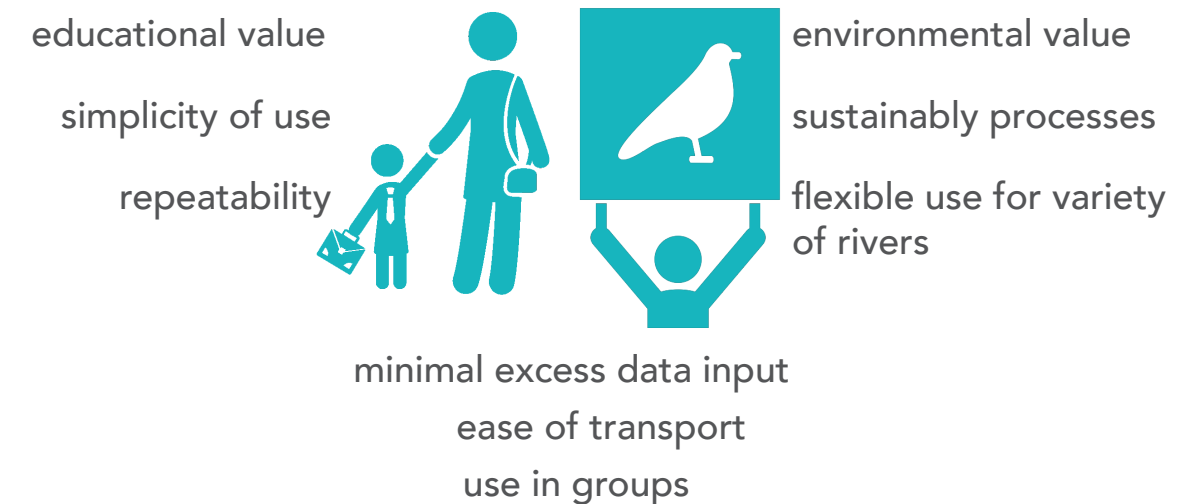 educational value
simplicity of use
repeatability
environmental value
sustainably processes
flexible use for variety
of rivers
minimal excess data input
ease of transport
use in groups